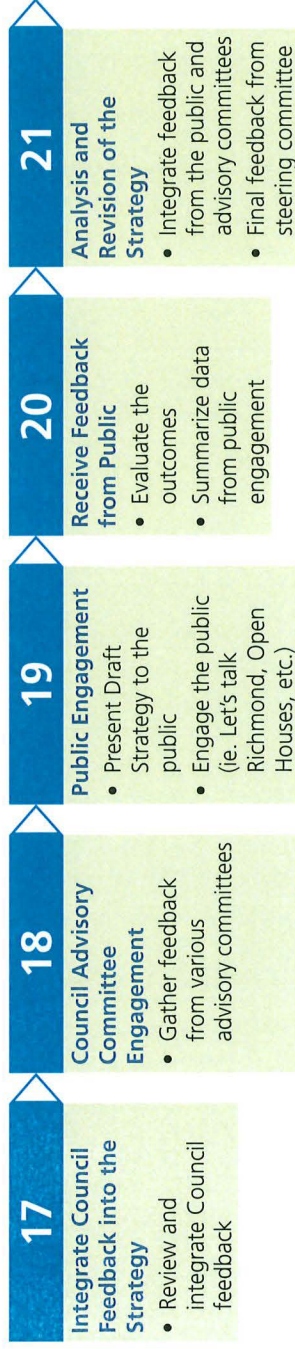 17
Integrate Council
Feedback into the
Strategy
• Review and
integrate Council
feedback
18
Council Advisory
Committee
Engagement
• Gather feedback
from various
advisory committees
19
Public Engagement
• Present Draft
Strategy to the
public
• Engage the public
(ie. Let's talk
Richmond, Open
Houses, etc.)
20
Receive Feedback
from Public
• Evaluate the
outcomes
• Summarize data
from public
engagement
21
Analysis and
Revision of the
Strategy
• Integrate feedback
from the public and
advisory committees
• Final feedback from
steering committee